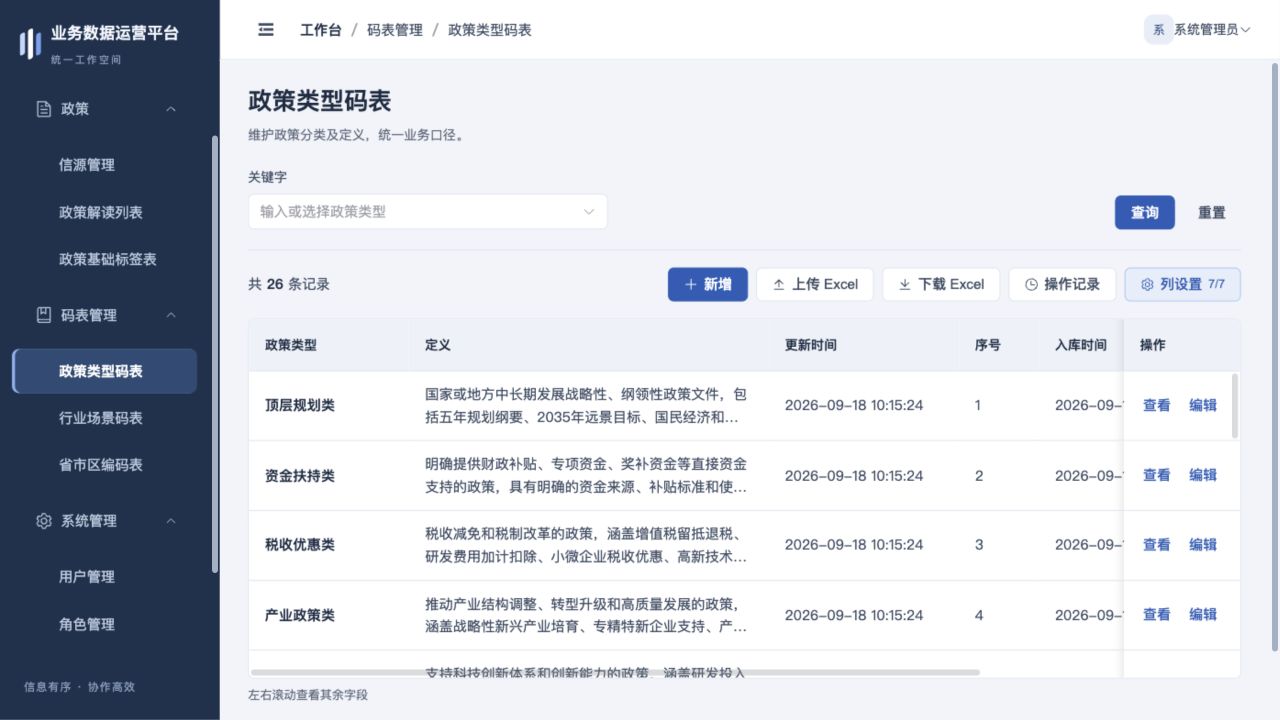 业务数据运营平台
统一工作空间
政策
信源管理
政策解读列表
政策基础标签表
码表管理
政策类型码表
行业场景码表
省市区编码表
系统管理
用户管理
角色管理
信息有序 · 协作高效
工作台 / 码表管理 / 政策类型码表
系 系统管理员
政策类型码表
维护政策分类及定义，统一业务口径。
关键字
输入或选择政策类型
查询 重置
共 26 条记录
新增 上传 Excel 下载 Excel 操作记录 列设置 7/7
政策类型 定义 更新时间 序号 入库时间 操作
顶层规划类 国家或地方中长期发展战略性、纲领性政策文件，包 2026-09-18 10:15:24 1 2026-09- 查看 编辑
括五年规划纲要、2035年远景目标、国民经济和...
资金扶持类 明确提供财政补贴、专项资金、奖补资金等直接资金 2026-09-18 10:15:24 2 2026-09- 查看 编辑
支持的政策，具有明确的资金来源、补贴标准和使...
税收优惠类 税收减免和税制改革的政策，涵盖增值税留抵退税、 2026-09-18 10:15:24 3 2026-09- 查看 编辑
研发费用加计扣除、小微企业税收优惠、高新技术...
产业政策类 推动产业结构调整、转型升级和高质量发展的政策， 2026-09-18 10:15:24 4 2026-09- 查看 编辑
涵盖战略性新兴产业培育、专精特新企业支持、产...
支持科技创新体系和创新能力的政策，涵盖研发投入
左右滚动查看其余字段